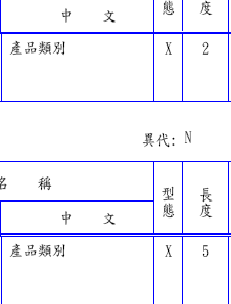 中 文 態 度
產品類別 X 2
異代: N
名 稱 型 長
中 文 態 度
產品類別 X 5